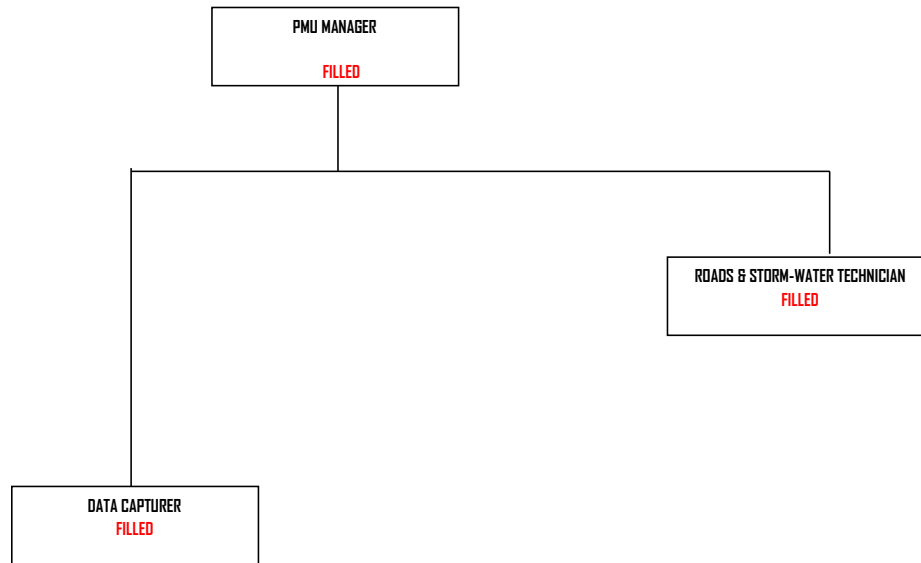 PMU MANAGER
FILLED
ROADS & STORM-WATER TECHNICIAN
FILLED
DATA CAPTURER
FILLED